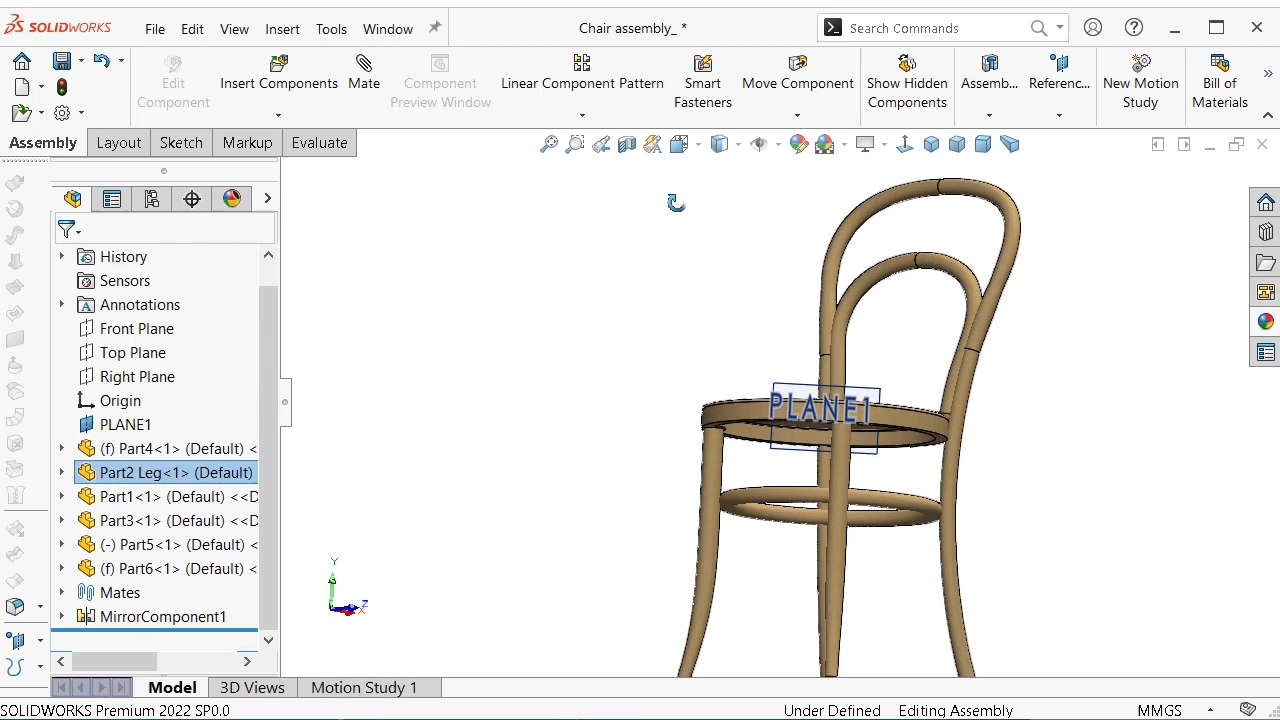 SOLIDWORKS
File Edit View Insert Tools Window
Chair assembly_ *
Search Commands
Edit Component
Insert Components
Mate
Component Preview Window
Linear Component Pattern
Smart Fasteners
Move Component
Show Hidden Components
Assemb...
Referenc...
New Motion Study
Bill of Materials
Assembly Layout Sketch Markup Evaluate
History
Sensors
Annotations
Front Plane
Top Plane
Right Plane
Origin
PLANE1
(f) Part4<1> (Default) <
Part2 Leg<1> (Default)
Part1<1> (Default) <<D
Part3<1> (Default) <<D
(-) Part5<1> (Default) <
(f) Part6<1> (Default) <
Mates
MirrorComponent1
PLANE1
Y
Z
X
Model 3D Views Motion Study 1
SOLIDWORKS Premium 2022 SP0.0
Under Defined Editing Assembly MMGS